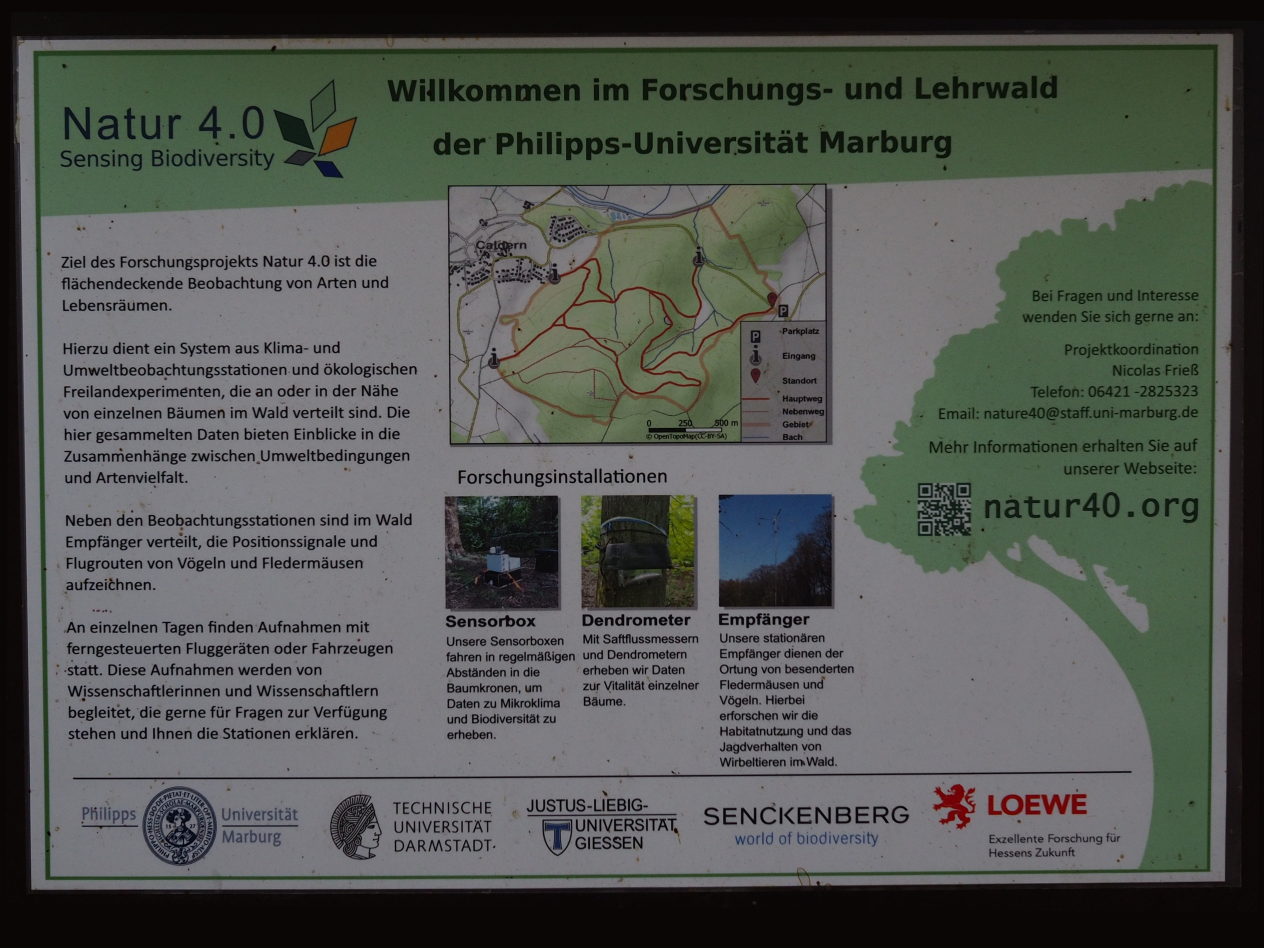 Natur 4.0
Sensing Biodiversity
Willkommen im Forschungs- und Lehrwald
der Philipps-Universität Marburg
Ziel des Forschungsprojekts Natur 4.0 ist die
flächendeckende Beobachtung von Arten und
Lebensräumen.
Hierzu dient ein System aus Klima- und
Umweltbeobachtungsstationen und ökologischen
Freilandexperimenten, die an oder in der Nähe
von einzelnen Bäumen im Wald verteilt sind. Die
hier gesammelten Daten bieten Einblicke in die
Zusammenhänge zwischen Umweltbedingungen
und Artenvielfalt.
Neben den Beobachtungsstationen sind im Wald
Empfänger verteilt, die Positionssignale und
Flugrouten von Vögeln und Fledermäusen
aufzeichnen.
An einzelnen Tagen finden Aufnahmen mit
ferngesteuerten Fluggeräten oder Fahrzeugen
statt. Diese Aufnahmen werden von
Wissenschaftlerinnen und Wissenschaftlern
begleitet, die gerne für Fragen zur Verfügung
stehen und Ihnen die Stationen erklären.
Caldern
P
P
Parkplatz
Eingang
Standort
Hauptweg
Nebenweg
Gebiet
Bach
0 250 500 m
© OpenTopoMap(CC-BY-SA)
Forschungsinstallationen
Sensorbox
Unsere Sensorboxen
fahren in regelmäßigen
Abständen in die
Baumkronen, um
Daten zu Mikroklima
und Biodiversität zu
erheben.
Dendrometer
Mit Saftflussmessern
und Dendrometern
erheben wir Daten
zur Vitalität einzelner
Bäume.
Empfänger
Unsere stationären
Empfänger dienen der
Ortung von besenderten
Fledermäusen und
Vögeln. Hierbei
erforschen wir die
Habitatnutzung und das
Jagdverhalten von
Wirbeltieren im Wald.
Bei Fragen und Interesse
wenden Sie sich gerne an:
Projektkoordination
Nicolas Frieß
Telefon: 06421 -2825323
Email: nature40@staff.uni-marburg.de
Mehr Informationen erhalten Sie auf
unserer Webseite:
natur40.org
Philipps
Universität
Marburg
TECHNISCHE
UNIVERSITÄT
DARMSTADT
JUSTUS-LIEBIG-
UNIVERSITÄT
GIESSEN
SENCKENBERG
world of biodiversity
LOEWE
Exzellente Forschung für
Hessens Zukunft